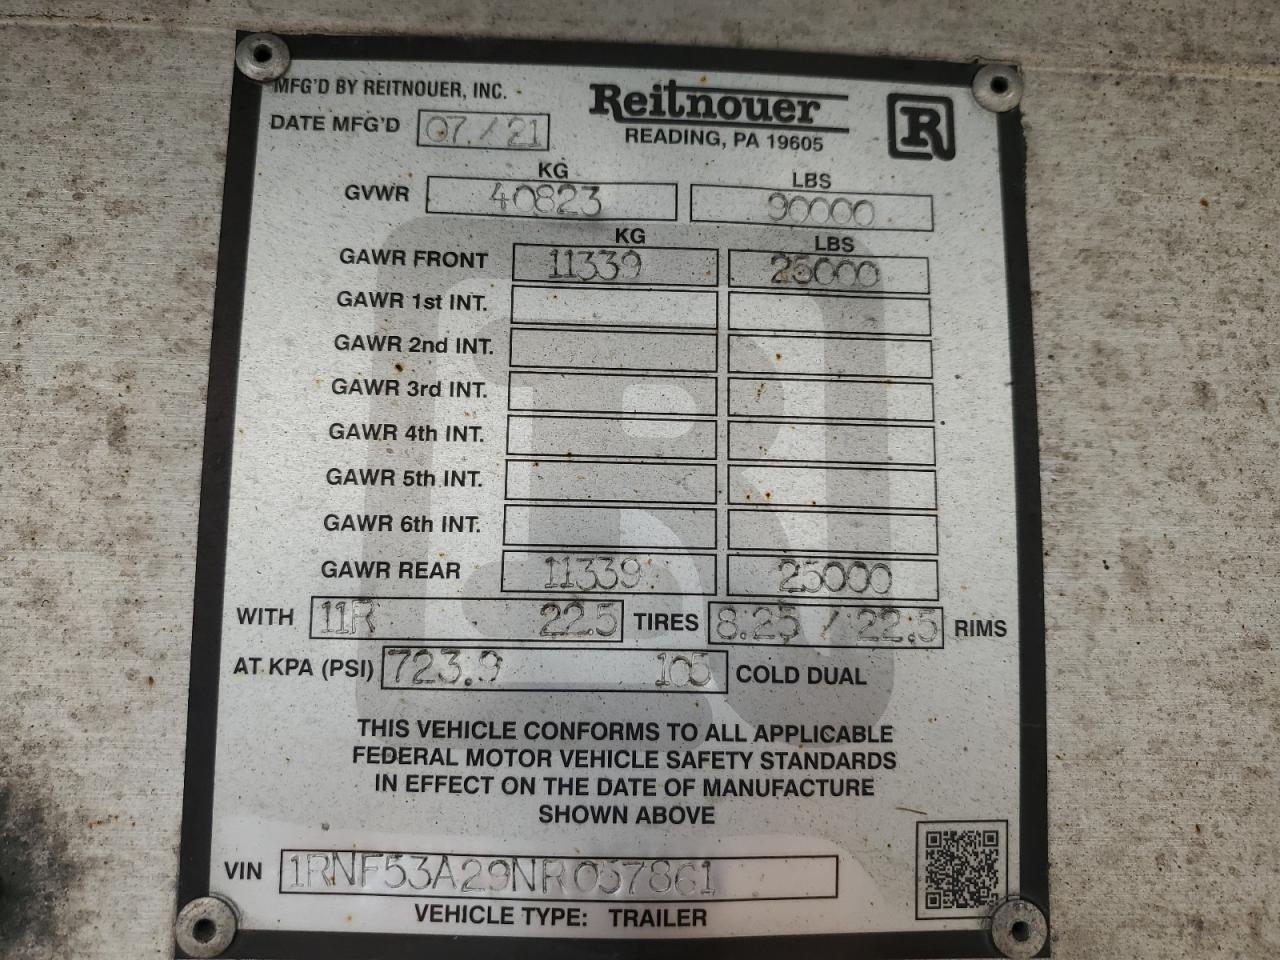 MFG'D BY REITNOUER, INC.
Reitnouer
R
DATE MFG'D 07/21
READING, PA 19605
KG LBS
GVWR 40823 90000
KG LBS
GAWR FRONT 11339 25000
GAWR 1st INT.
GAWR 2nd INT.
GAWR 3rd INT.
GAWR 4th INT.
GAWR 5th INT.
GAWR 6th INT.
GAWR REAR 11339 25000
WITH 11R 22.5 TIRES 8.25 / 22.5 RIMS
AT KPA (PSI) 723.9 105 COLD DUAL
THIS VEHICLE CONFORMS TO ALL APPLICABLE
FEDERAL MOTOR VEHICLE SAFETY STANDARDS
IN EFFECT ON THE DATE OF MANUFACTURE
SHOWN ABOVE
VIN 1RNF53A29NR057861
VEHICLE TYPE: TRAILER